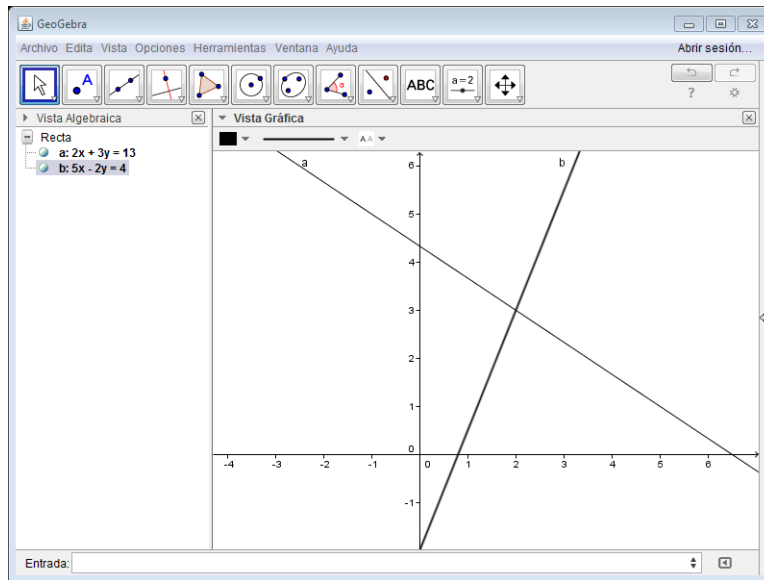 GeoGebra
Archivo Edita Vista Opciones Herramientas Ventana Ayuda Abrir sesión...
A α ABC a=2 ?
Vista Algebraica Vista Gráfica
Recta A A
a: 2x + 3y = 13
b: 5x - 2y = 4
a b
6
5
4
3
2
1
0
-4 -3 -2 -1 0 1 2 3 4 5 6
-1
Entrada: